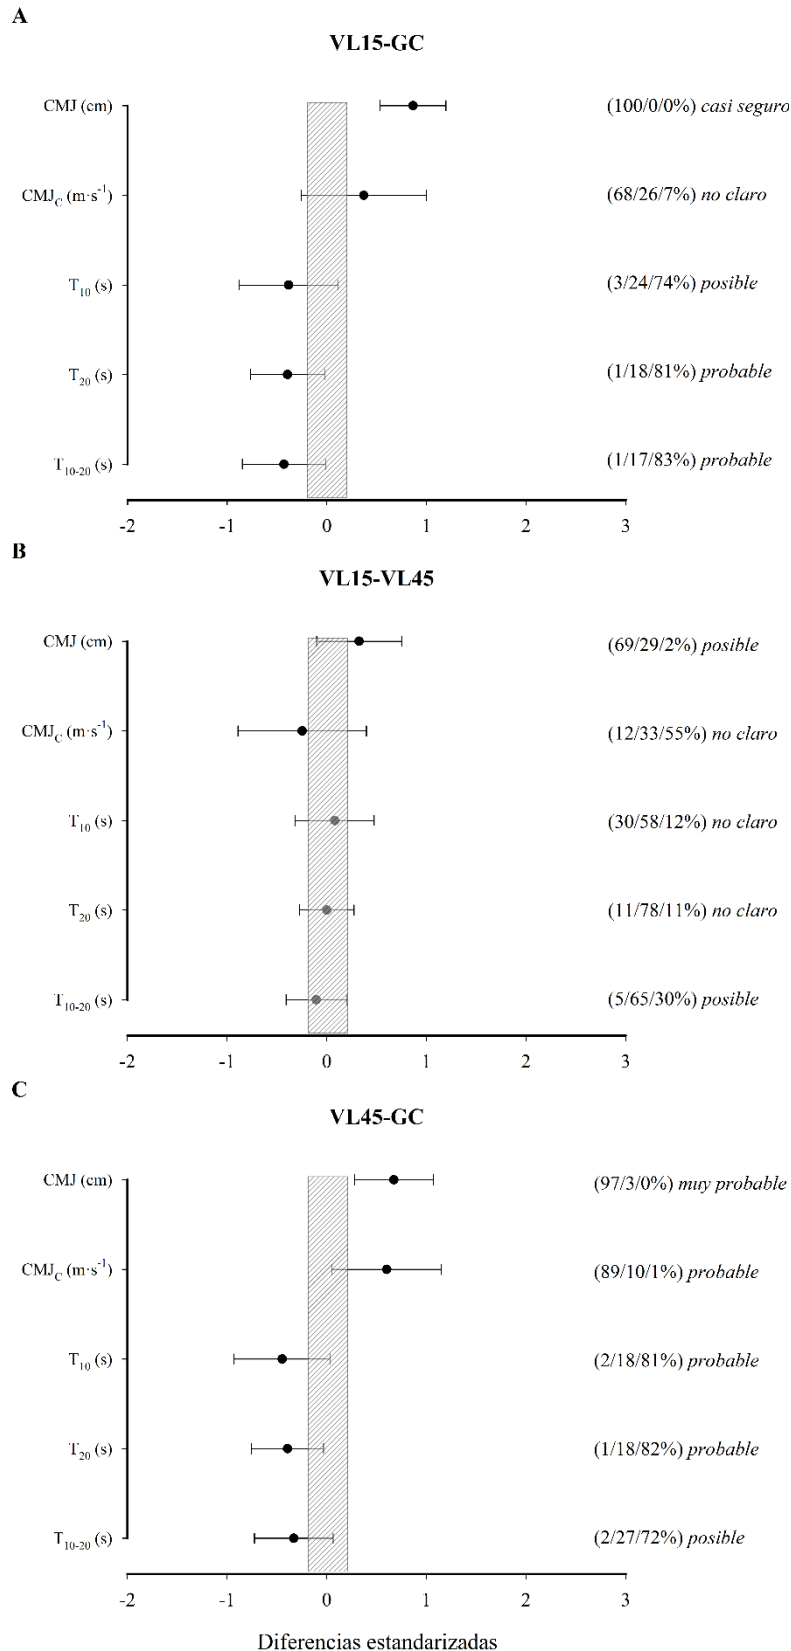 A
VL15-GC
CMJ (cm) (100/0/0%) casi seguro
CMJC (m·s-1) (68/26/7%) no claro
T10 (s) (3/24/74%) posible
T20 (s) (1/18/81%) probable
T10-20 (s) (1/17/83%) probable
-2 -1 0 1 2 3
B
VL15-VL45
CMJ (cm) (69/29/2%) posible
CMJC (m·s-1) (12/33/55%) no claro
T10 (s) (30/58/12%) no claro
T20 (s) (11/78/11%) no claro
T10-20 (s) (5/65/30%) posible
-2 -1 0 1 2 3
C
VL45-GC
CMJ (cm) (97/3/0%) muy probable
CMJC (m·s-1) (89/10/1%) probable
T10 (s) (2/18/81%) probable
T20 (s) (1/18/82%) probable
T10-20 (s) (2/27/72%) posible
-2 -1 0 1 2 3
Diferencias estandarizadas